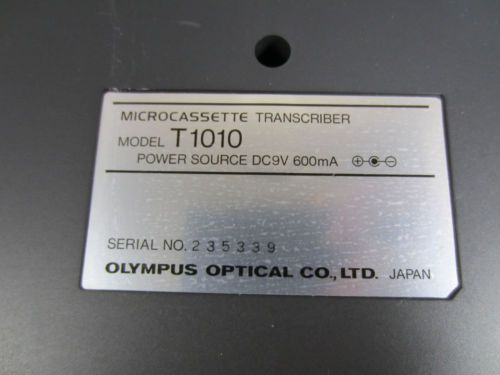 MICROCASSETTE TRANSCRIBER
MODEL T1010
POWER SOURCE DC9V 600mA
SERIAL NO. 235339
OLYMPUS OPTICAL CO., LTD. JAPAN